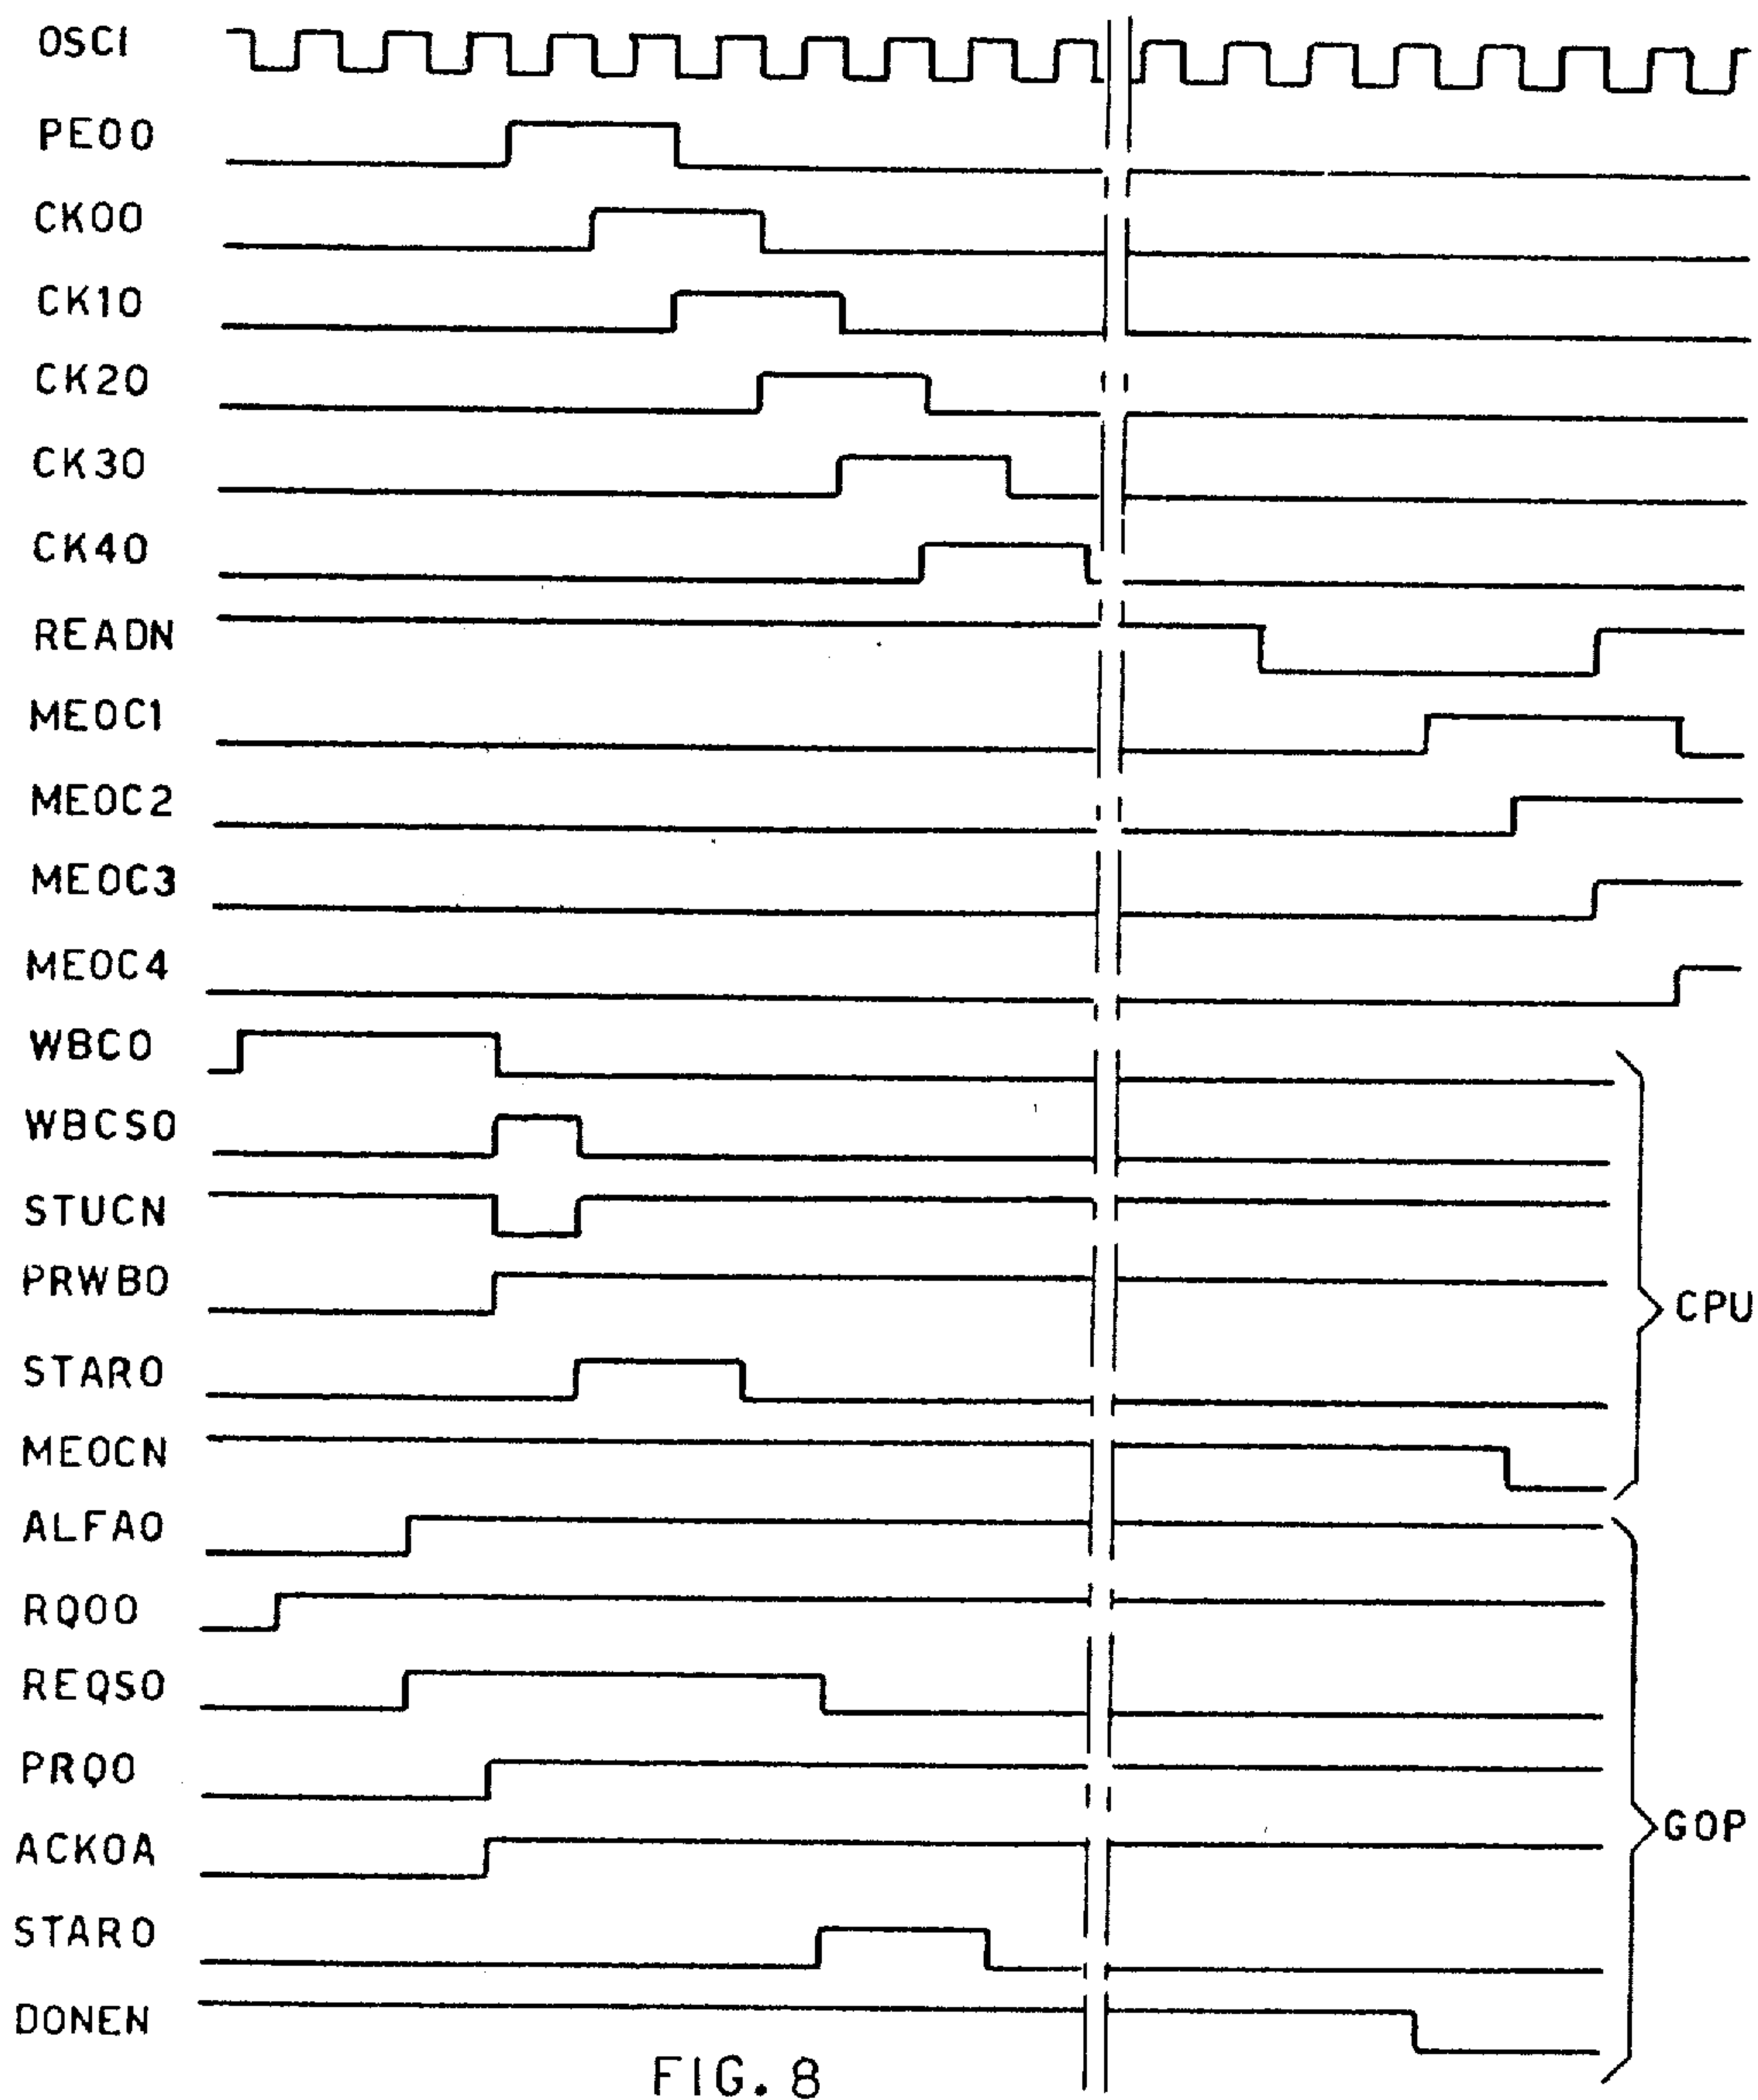 OSCI
PE00
CK00
CK10
CK20
CK30
CK40
READN
MEOC1
MEOC2
MEOC3
MEOC4
WBC0
WBCS0
STUCN
PRWB0
CPU
STAR0
MEOCN
ALFA0
RQ00
REQS0
PRQ0
GOP
ACK0A
STAR0
DONEN
FIG. 8